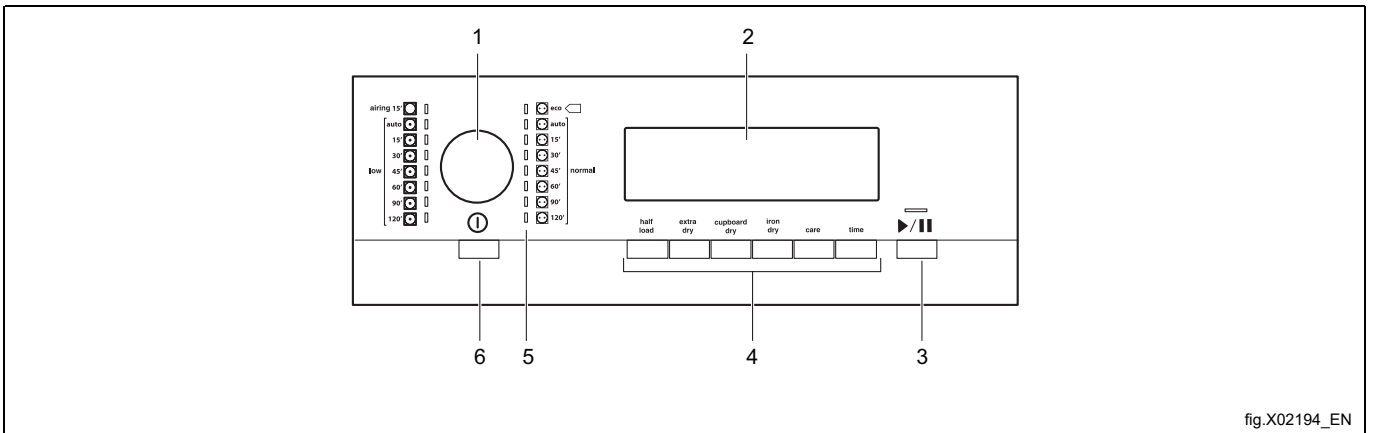 1 2
airing 15' eco
auto auto
15' 15'
30' 30'
low 45' 45' normal
60' 60'
90' 90'
120' 120'
half load
extra dry
cupboard dry
iron dry
care
time
6 5 4 3
fig.X02194_EN